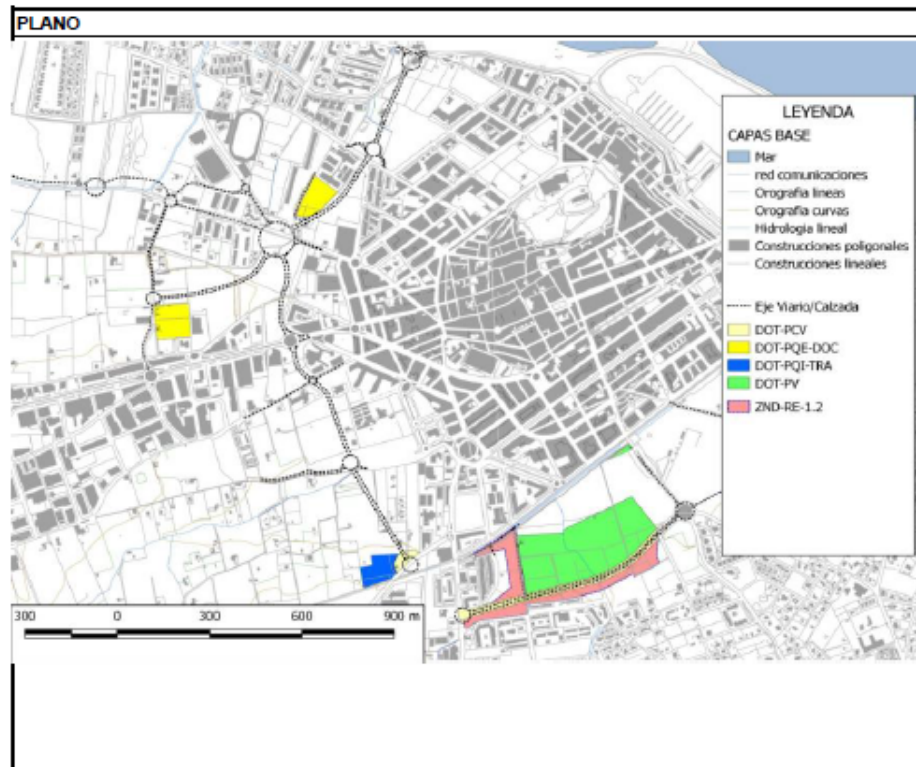 PLANO
LEYENDA
CAPAS BASE
Mar
red comunicaciones
Orografia lineas
Orografia curvas
Hidrologia lineal
Construcciones poligonales
Construcciones lineales
Eje Viario/Calzada
DOT-PCV
DOT-PQE-DOC
DOT-PQI-TRA
DOT-PV
ZND-RE-1.2
300 0 300 600 900 m